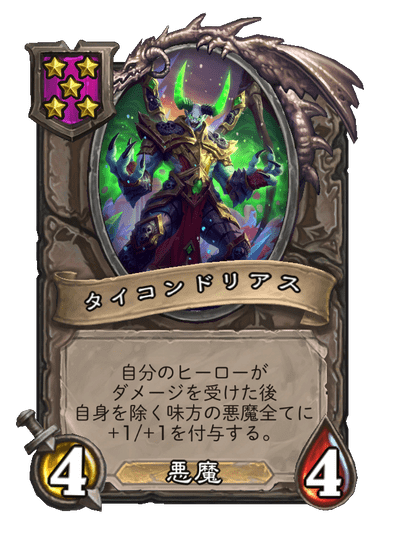 タイコンドリアス
自分のヒーローが
ダメージを受けた後
自身を除く味方の悪魔全てに
+1/+1を付与する。
4
悪魔
4